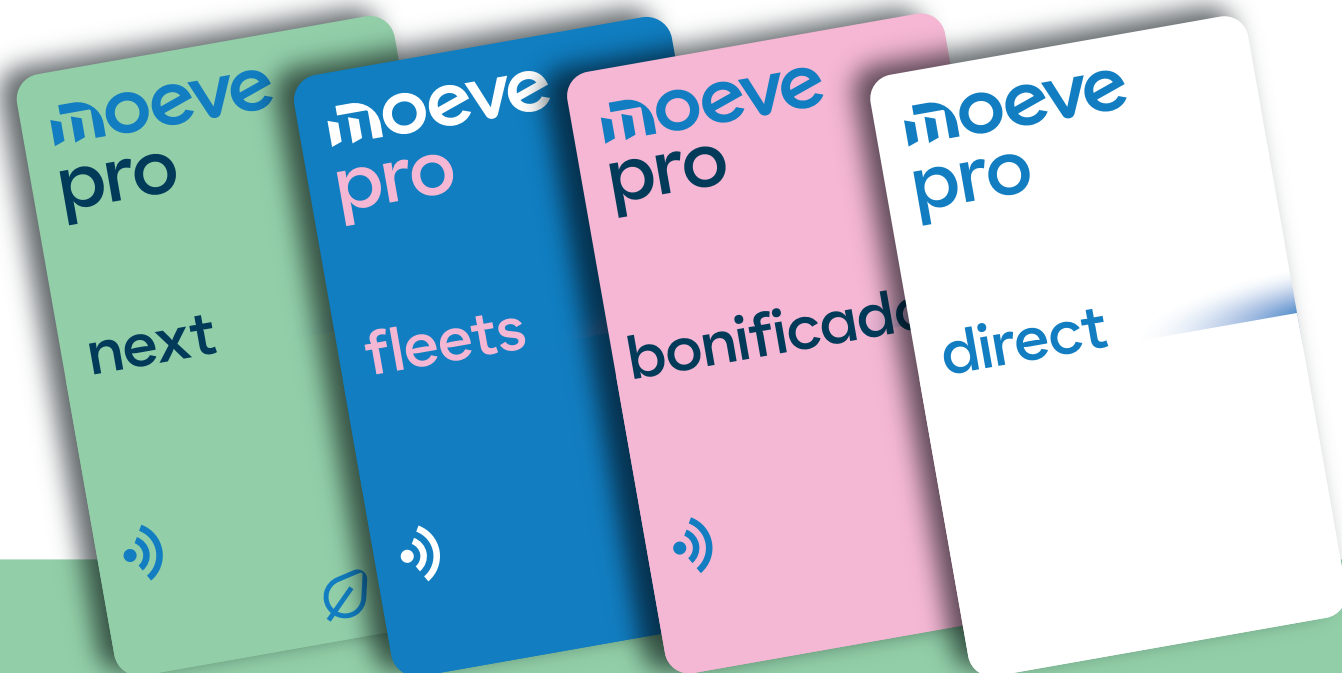 moeve
pro
next
moeve
pro
fleets
moeve
pro
bonificado
moeve
pro
direct